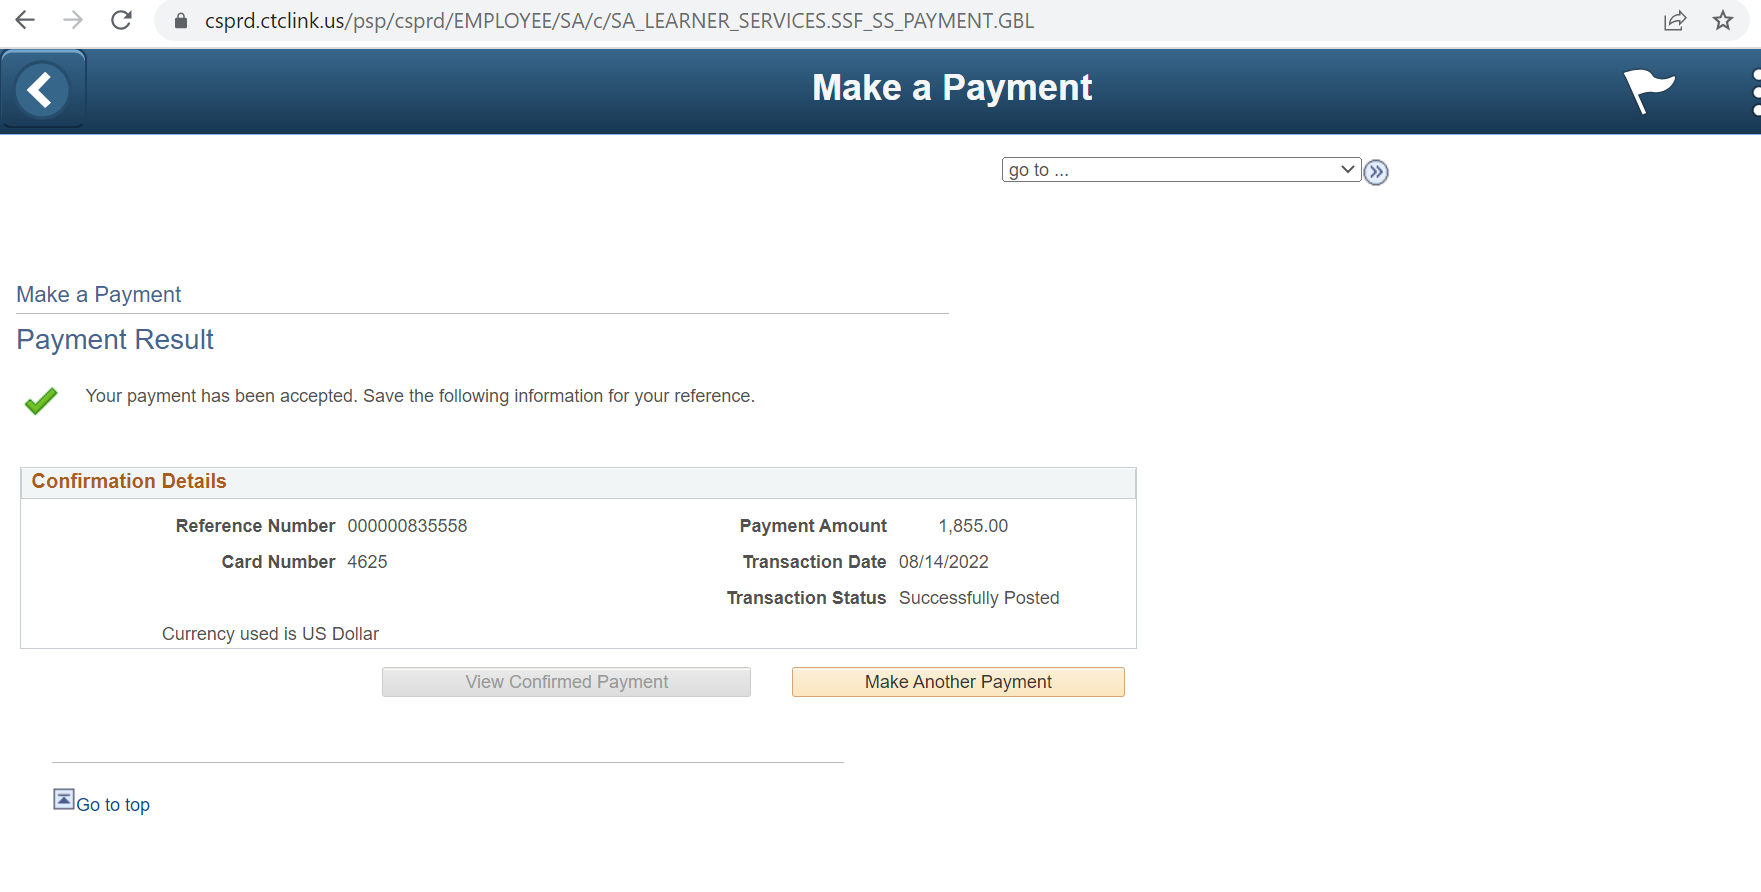 csprd.ctclink.us/psp/csprd/EMPLOYEE/SA/c/SA_LEARNER_SERVICES.SSF_SS_PAYMENT.GBL
Make a Payment
go to ...
Make a Payment
Payment Result
Your payment has been accepted. Save the following information for your reference.
Confirmation Details
Reference Number 000000835558 Payment Amount 1,855.00
Card Number 4625 Transaction Date 08/14/2022
Transaction Status Successfully Posted
Currency used is US Dollar
View Confirmed Payment Make Another Payment
Go to top